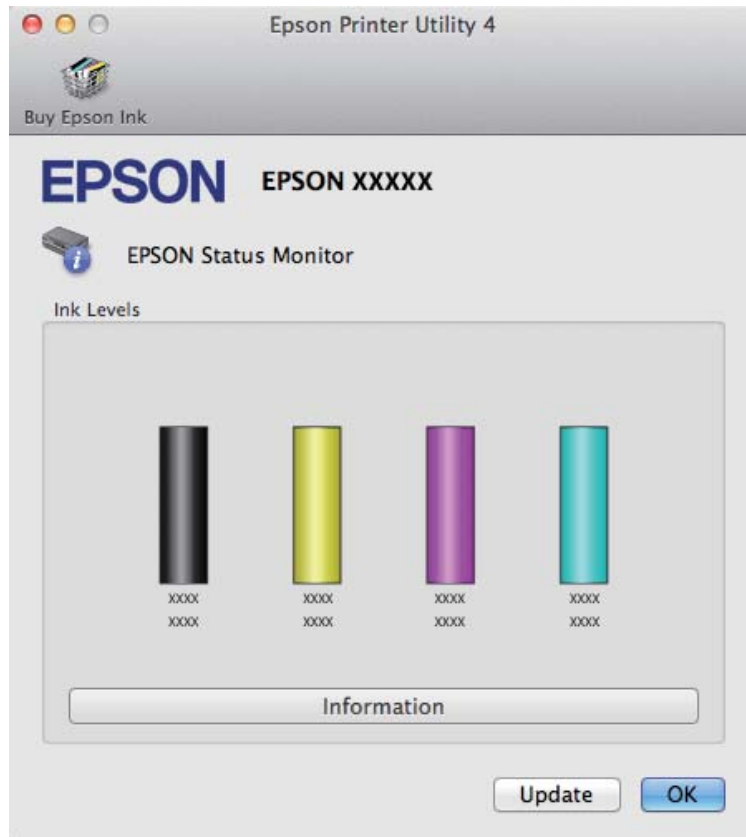 Epson Printer Utility 4
Buy Epson Ink
EPSON EPSON XXXXX
EPSON Status Monitor
Ink Levels
xxxx xxxx xxxx xxxx
xxxx xxxx xxxx xxxx
Information
Update OK